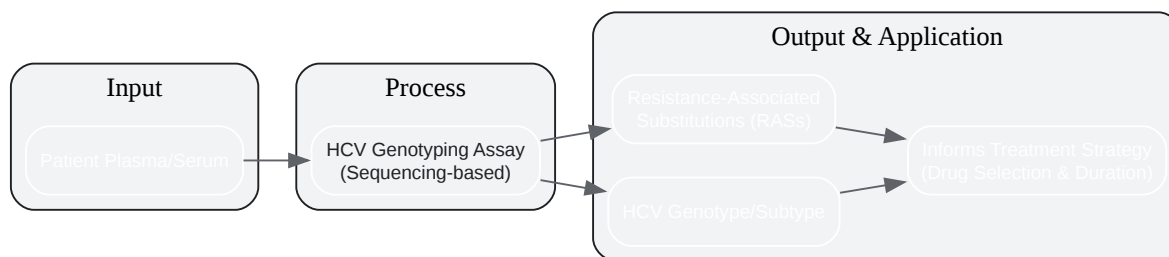 Input
Patient Plasma/Serum
Process
HCV Genotyping Assay
(Sequencing-based)
Output & Application
Resistance-Associated
Substitutions (RASs)
HCV Genotype/Subtype
Informs Treatment Strategy
(Drug Selection & Duration)